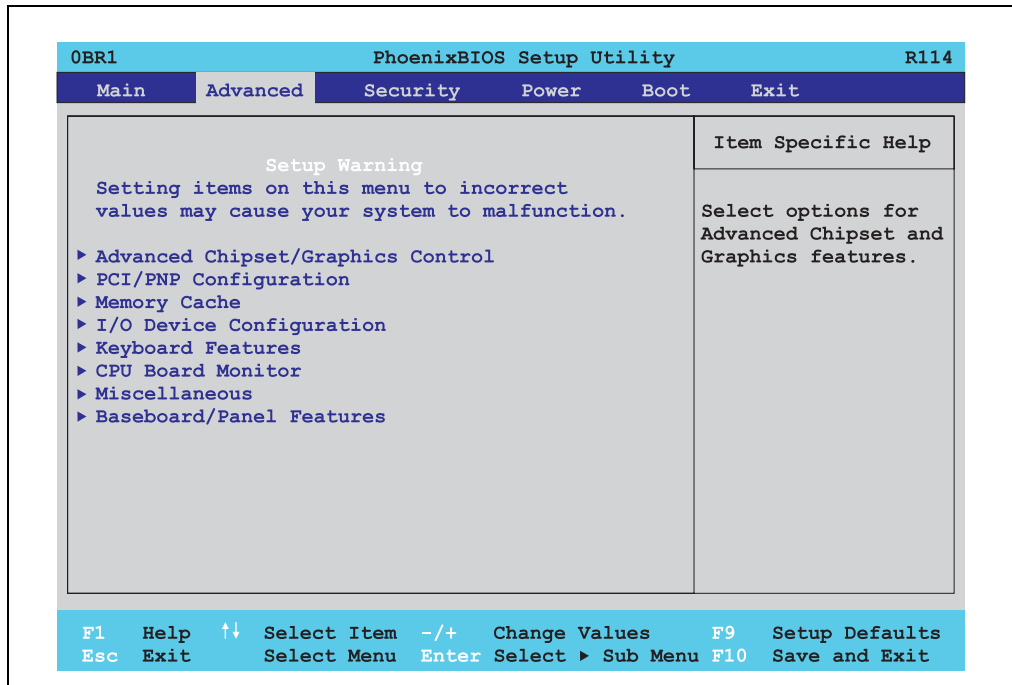 0BR1 PhoenixBIOS Setup Utility R114
Main Advanced Security Power Boot Exit
Setup Warning
Setting items on this menu to incorrect
values may cause your system to malfunction.
▶ Advanced Chipset/Graphics Control
▶ PCI/PNP Configuration
▶ Memory Cache
▶ I/O Device Configuration
▶ Keyboard Features
▶ CPU Board Monitor
▶ Miscellaneous
▶ Baseboard/Panel Features
Item Specific Help
Select options for
Advanced Chipset and
Graphics features.
F1 Help ↑↓ Select Item -/+ Change Values F9 Setup Defaults
Esc Exit Select Menu Enter Select ▶ Sub Menu F10 Save and Exit